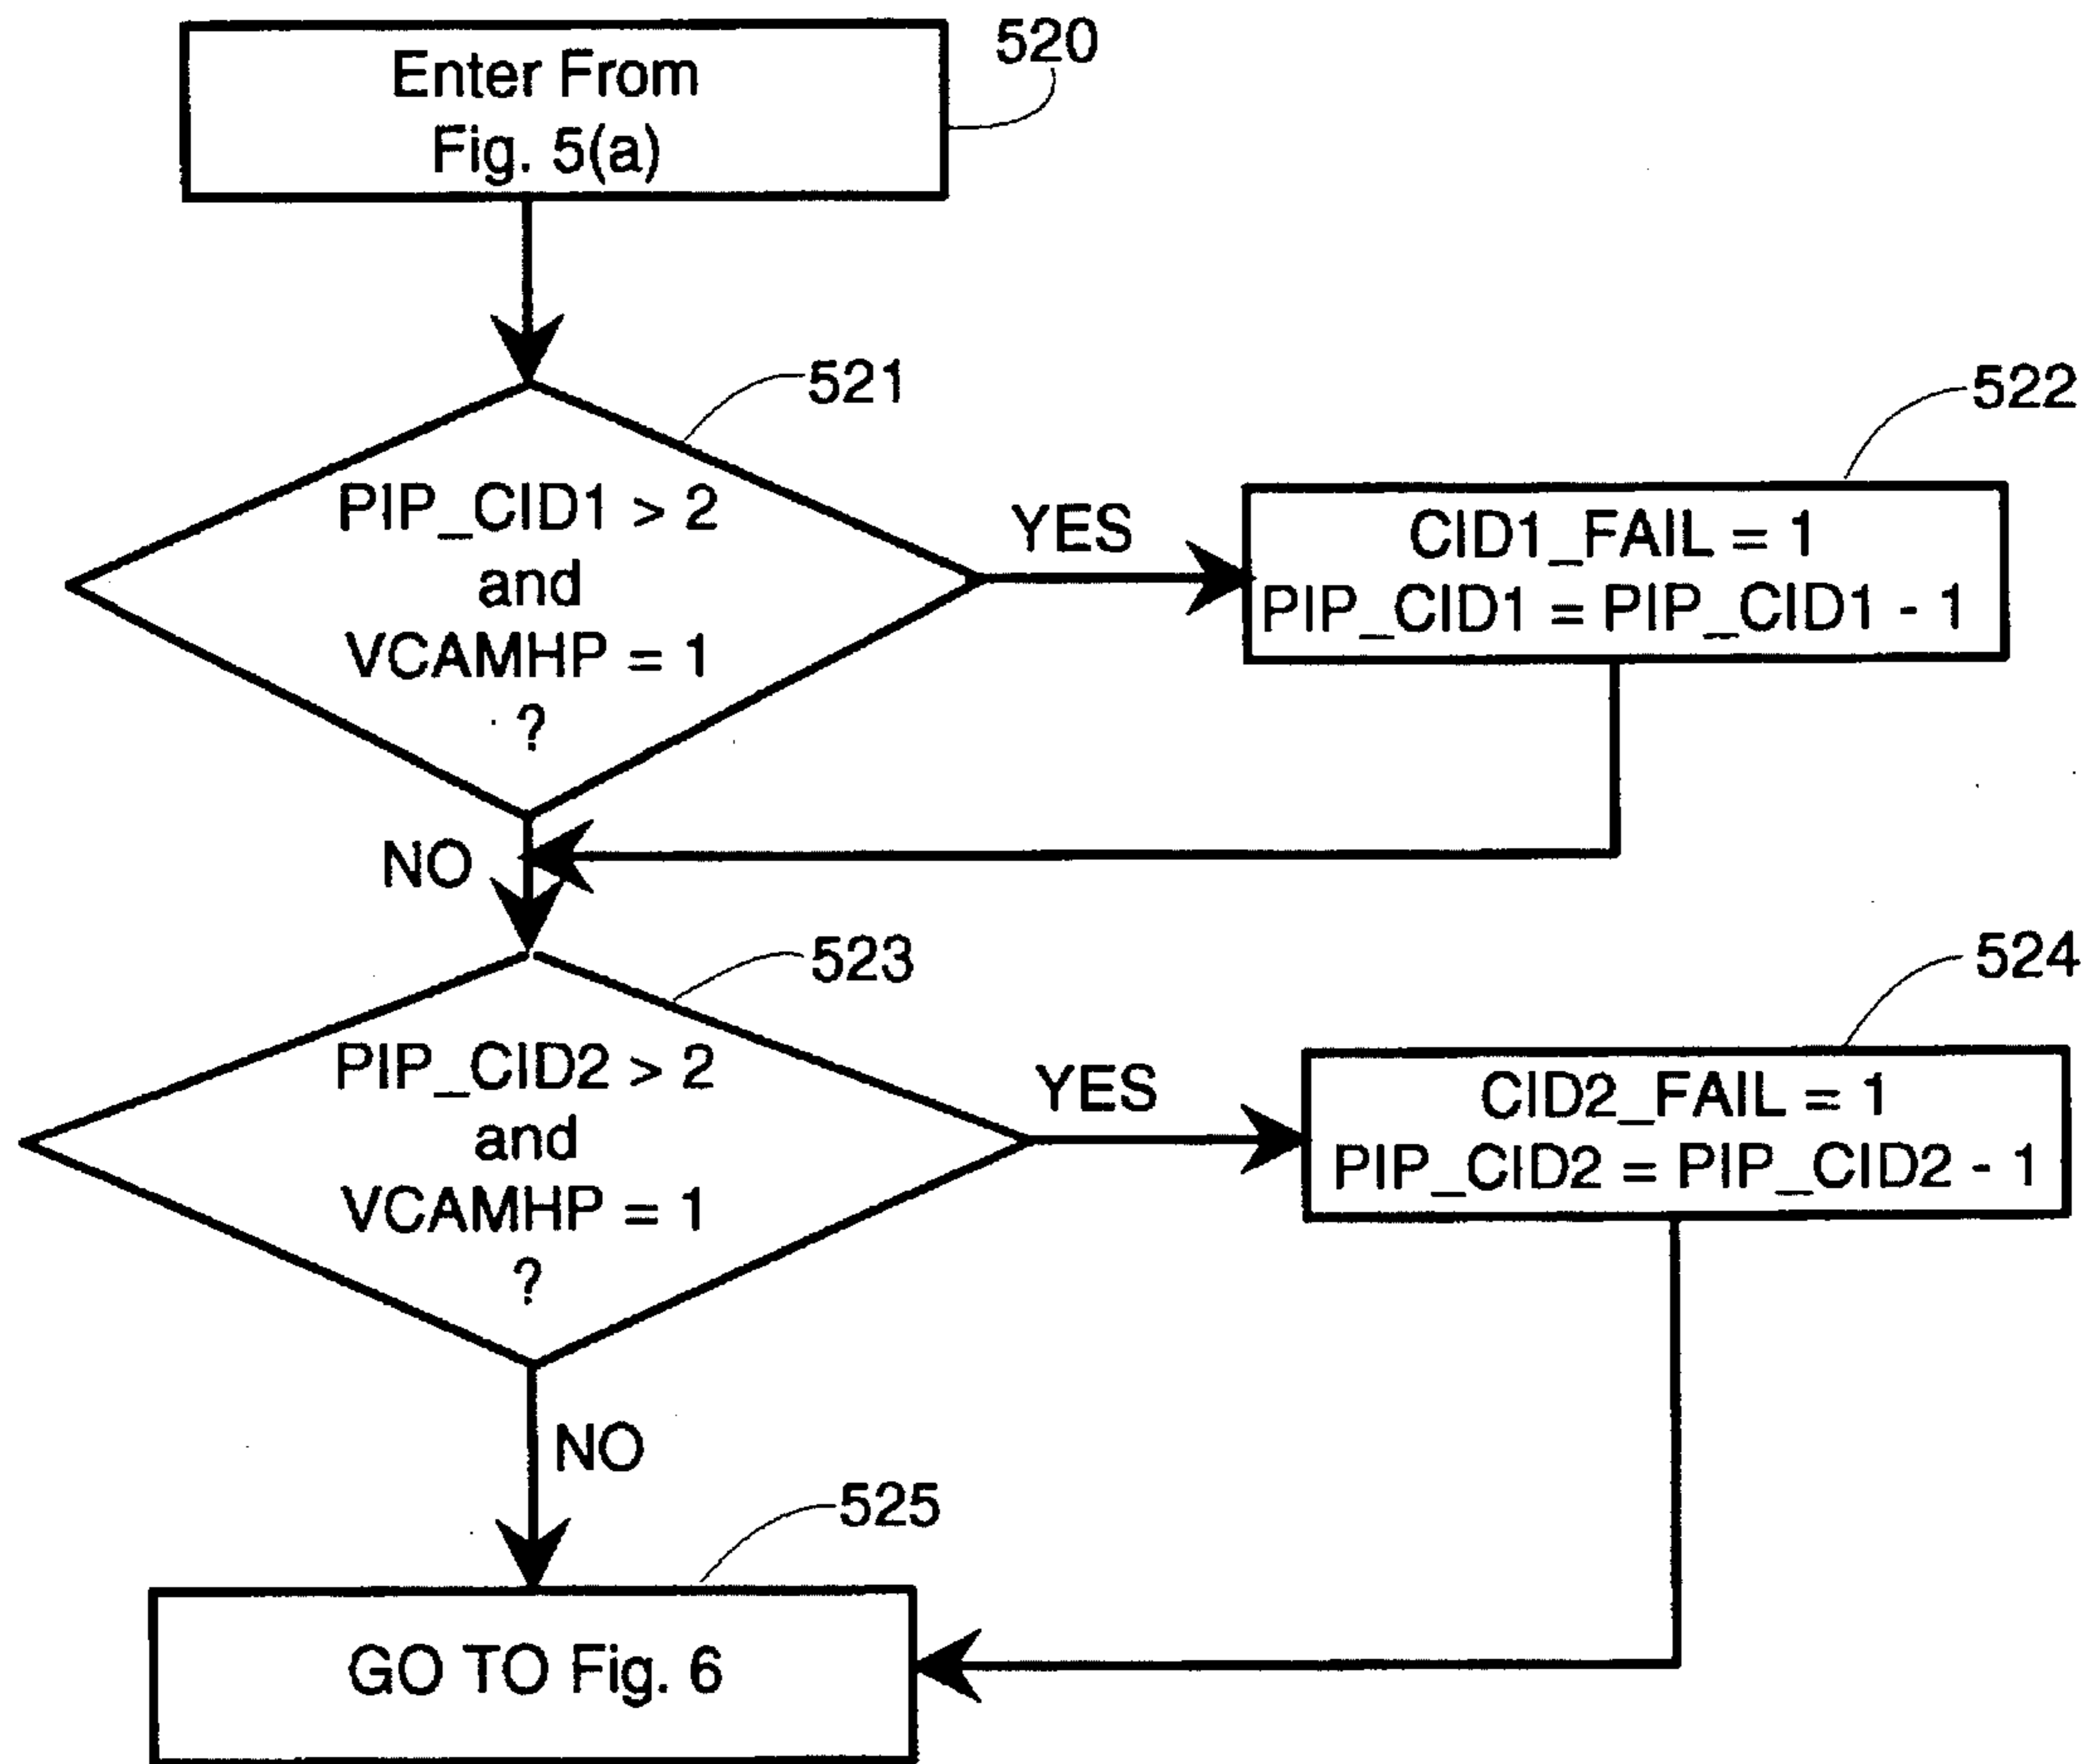 Enter From
Fig. 5(a)
520
521
PIP_CID1 > 2
and
VCAMHP = 1
?
YES
522
CID1_FAIL = 1
PIP_CID1 = PIP_CID1 - 1
NO
523
PIP_CID2 > 2
and
VCAMHP = 1
?
YES
524
CID2_FAIL = 1
PIP_CID2 = PIP_CID2 - 1
NO
525
GO TO Fig. 6